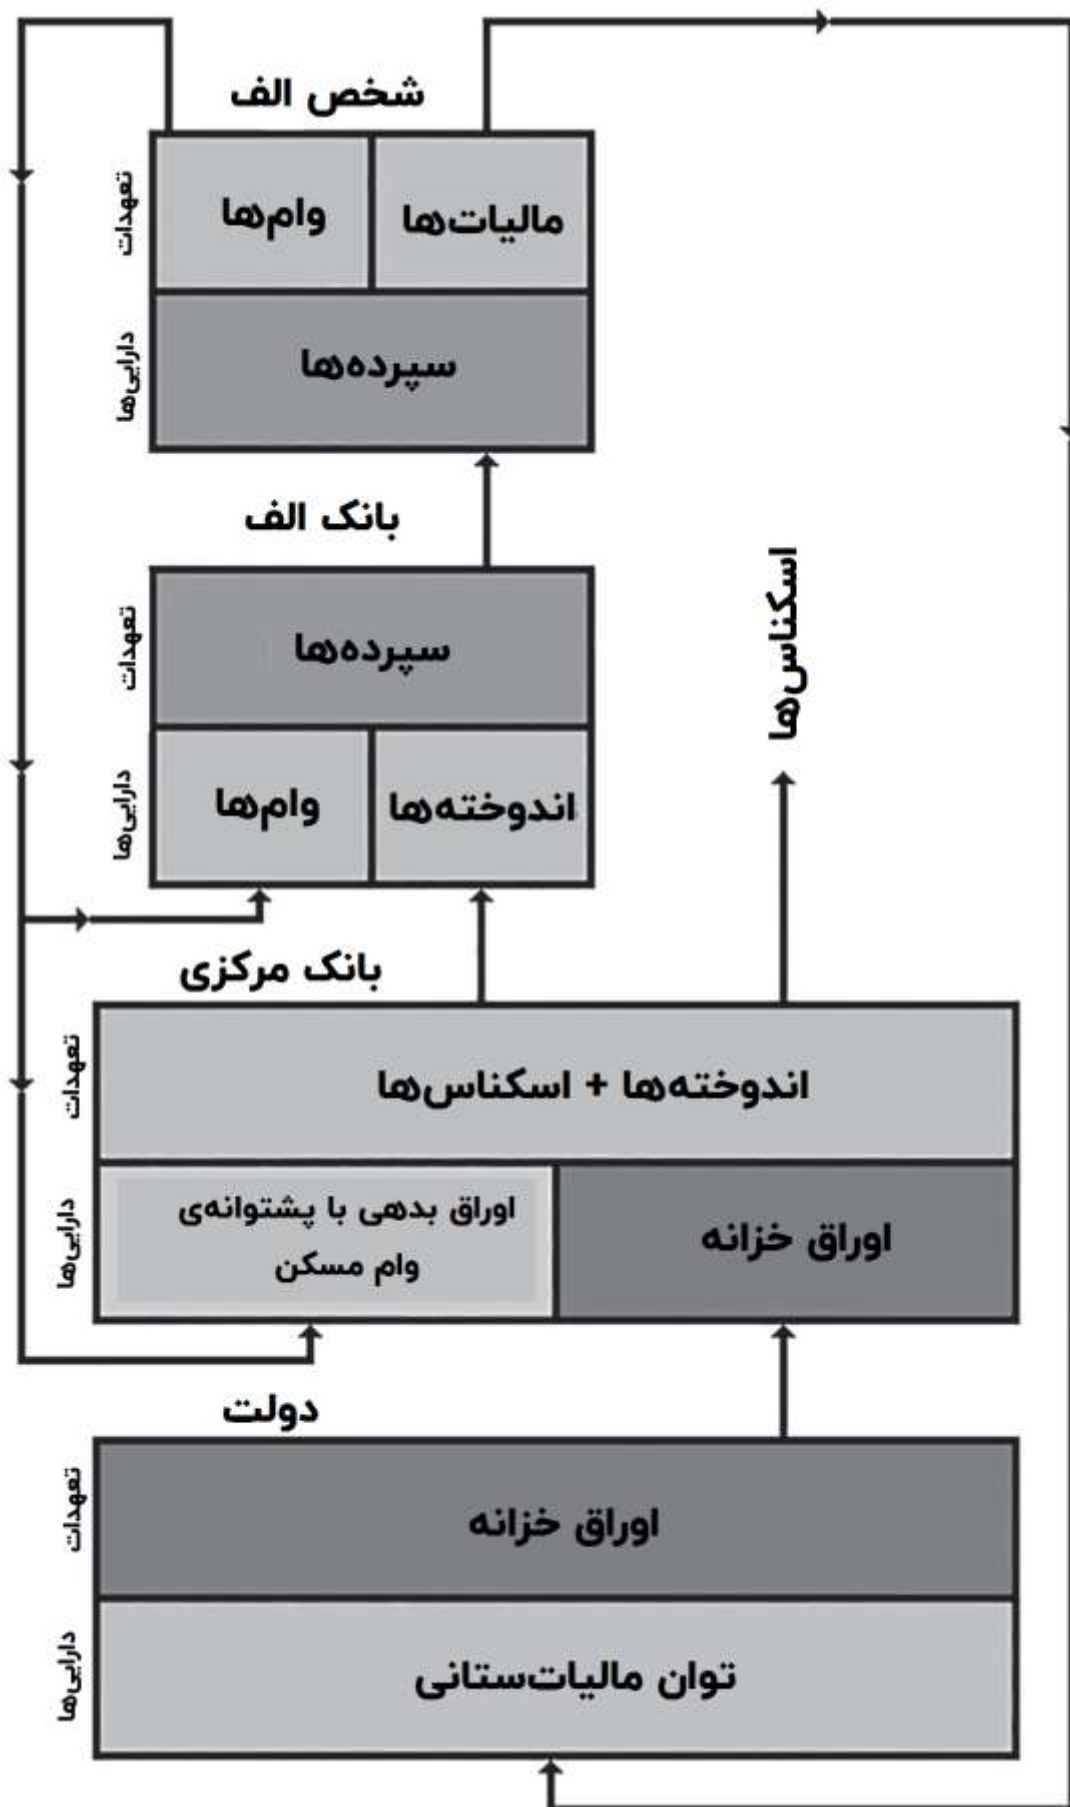 شخص الف
تعهدات
وام‌ها
مالیات‌ها
دارایی‌ها
سپرده‌ها
بانک الف
تعهدات
سپرده‌ها
دارایی‌ها
وام‌ها
اندوخته‌ها
اسکناس‌ها
بانک مرکزی
تعهدات
اندوخته‌ها + اسکناس‌ها
دارایی‌ها
اوراق بدهی با پشتوانه‌ی
وام مسکن
اوراق خزانه
دولت
تعهدات
اوراق خزانه
دارایی‌ها
توان مالیات‌ستانی